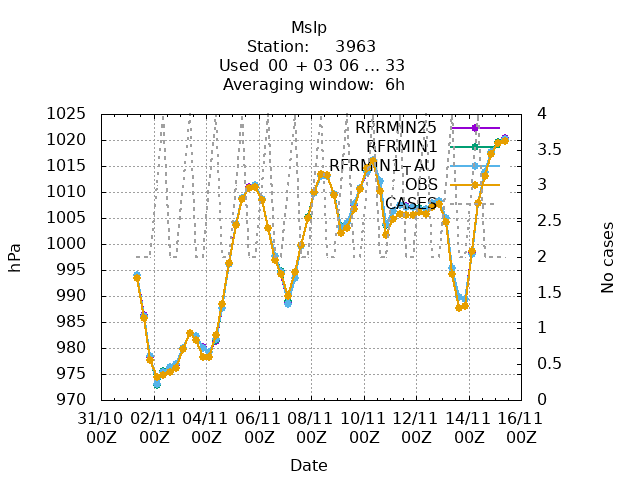 Mslp
Station: 3963
Used 00 + 03 06 ... 33
Averaging window: 6h
RFRMIN25
RFRMIN1
RFRMIN1-AU
OBS
CASES
1025
1020
1015
1010
1005
1000
995
990
985
980
975
970
hPa
4
3.5
3
2.5
2
1.5
1
0.5
0
No cases
31/10 02/11 04/11 06/11 08/11 10/11 12/11 14/11 16/11
00Z 00Z 00Z 00Z 00Z 00Z 00Z 00Z 00Z
Date